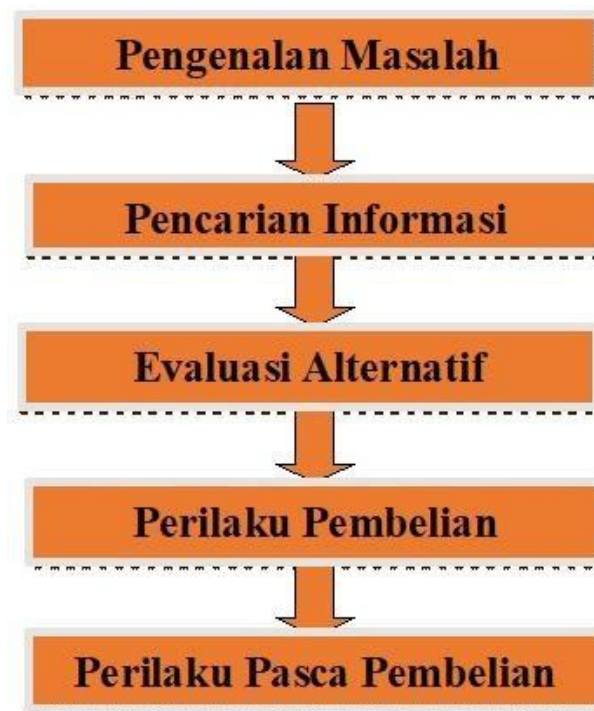 Pengenalan Masalah
Pencarian Informasi
Evaluasi Alternatif
Perilaku Pembelian
Perilaku Pasca Pembelian